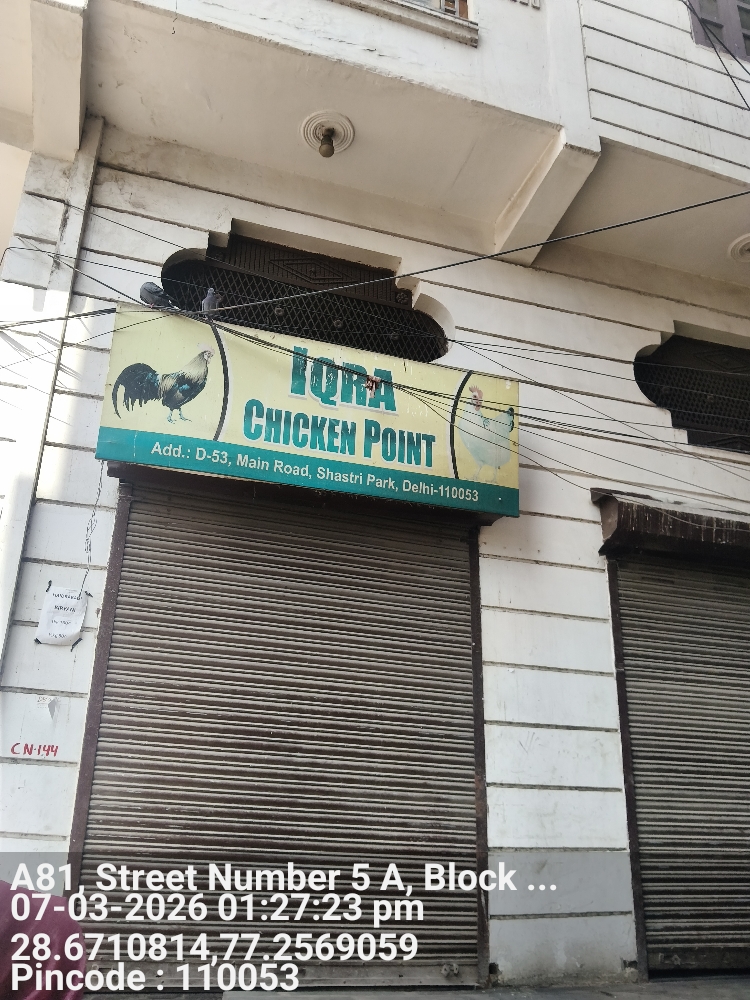 IQRA
CHICKEN POINT
Add.: D-53, Main Road, Shastri Park, Delhi-110053
CN-144
A81, Street Number 5 A, Block ...
07-03-2026 01:27:23 pm
28.6710814,77.2569059
Pincode : 110053